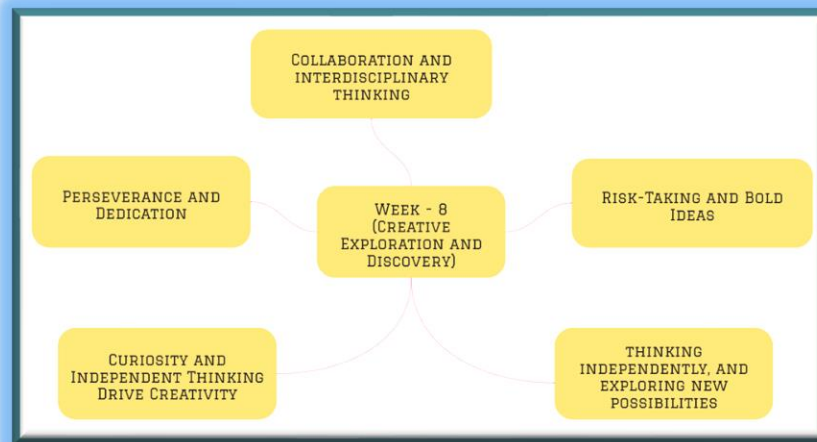 Collaboration and
interdisciplinary
thinking
Perseverance and
Dedication
Week - 8
(Creative
Exploration and
Discovery)
Risk-Taking and Bold
Ideas
Curiosity and
Independent Thinking
Drive Creativity
thinking
independently, and
exploring new
possibilities